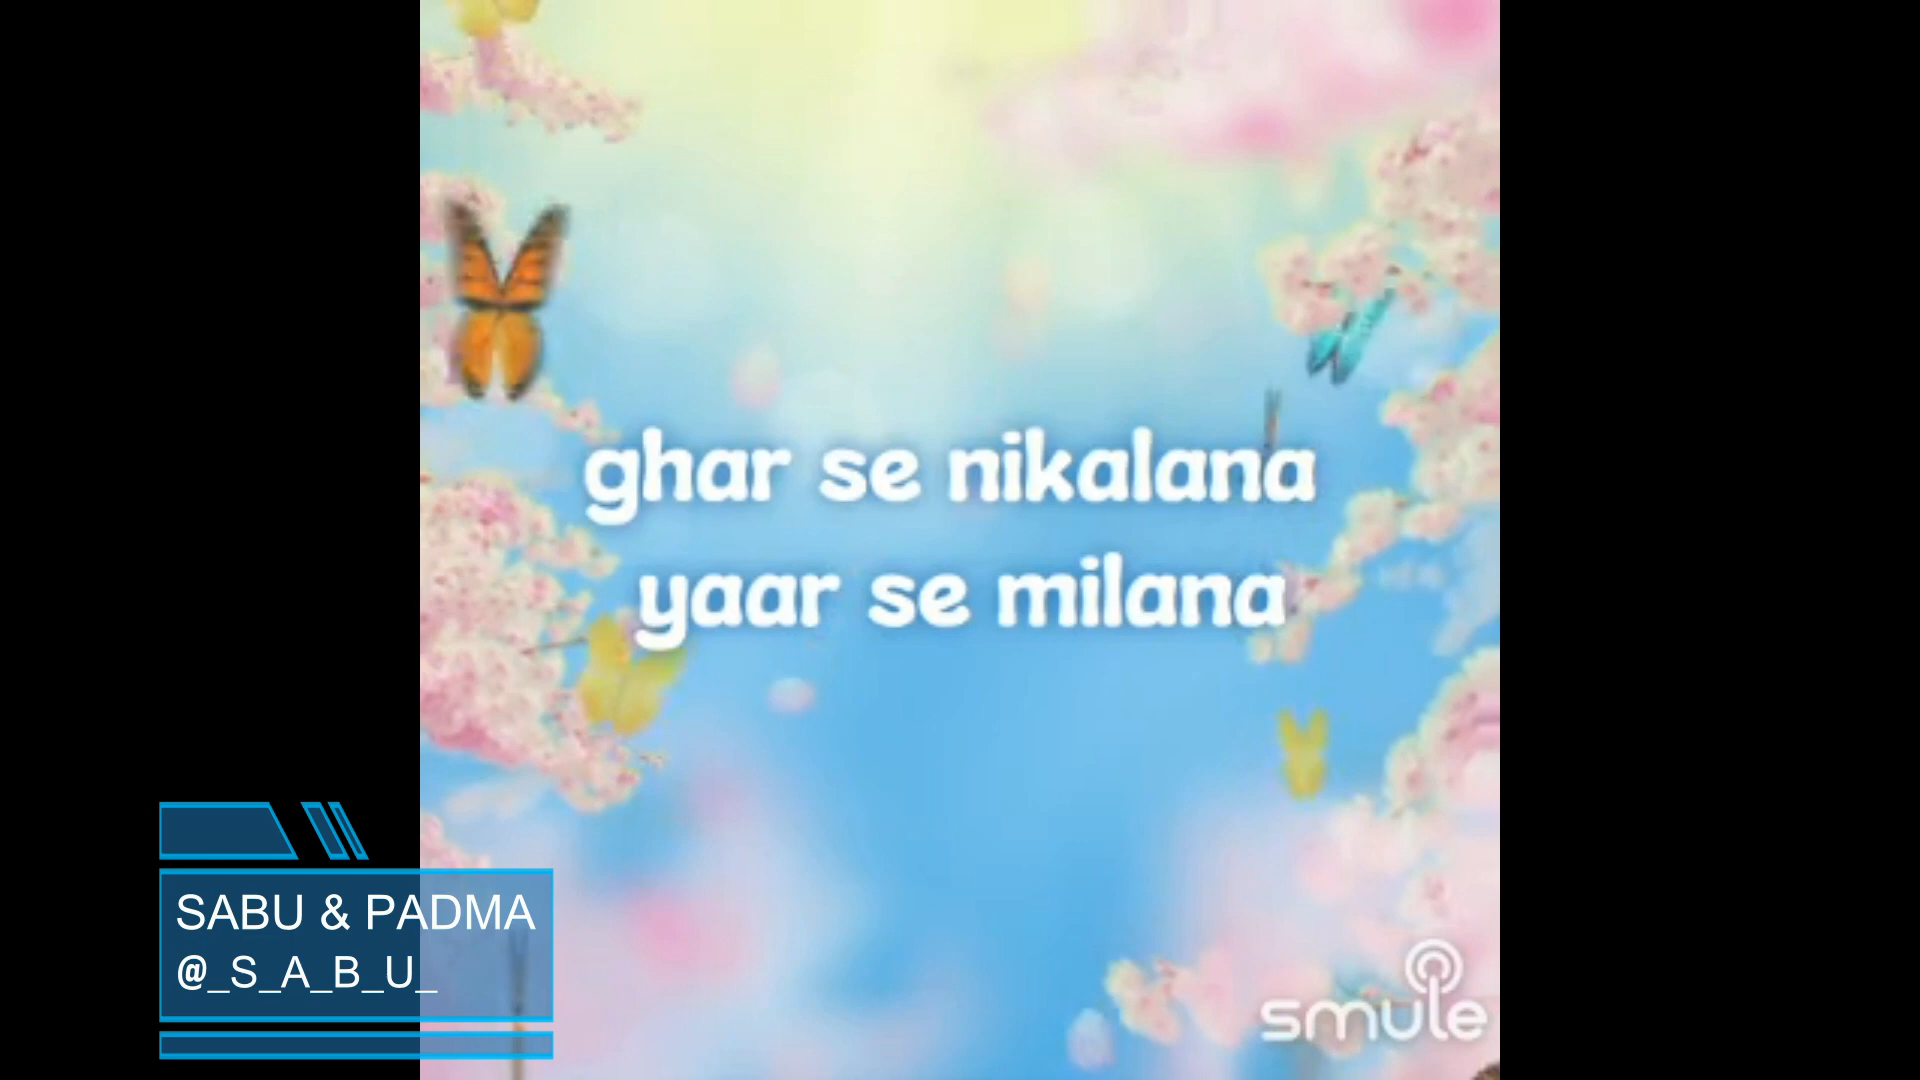 ghar se nikalana
yaar se milana
SABU & PADMA
@_S_A_B_U_
smule